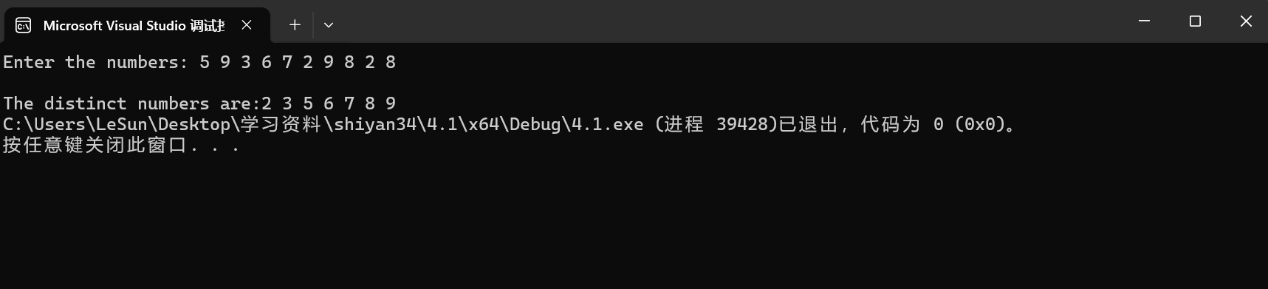 Microsoft Visual Studio 调试
Enter the numbers: 5 9 3 6 7 2 9 8 2 8
The distinct numbers are:2 3 5 6 7 8 9
C:\Users\LeSun\Desktop\学习资料\shiyan34\4.1\x64\Debug\4.1.exe (进程 39428)已退出，代码为 0 (0x0)。
按任意键关闭此窗口. . .